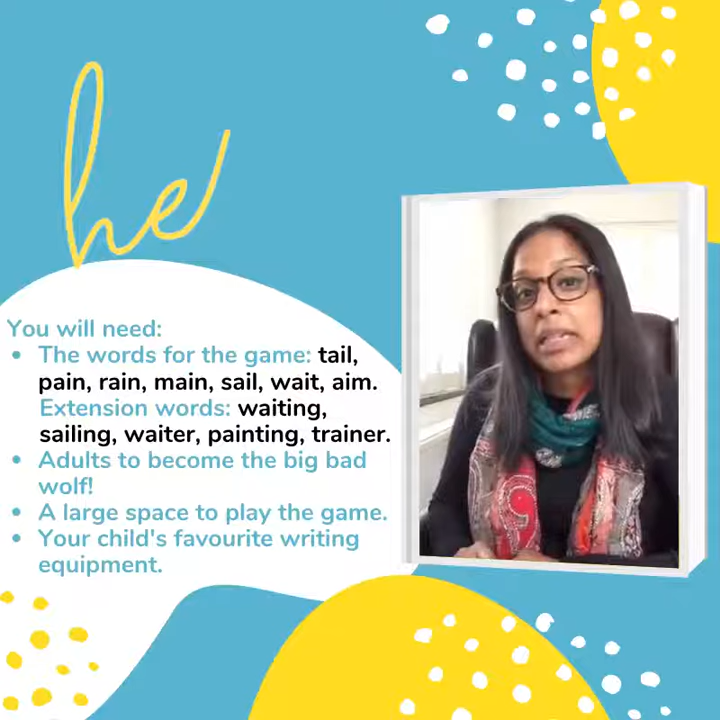 he
You will need:
• The words for the game: tail,
pain, rain, main, sail, wait, aim.
Extension words: waiting,
sailing, waiter, painting, trainer.
• Adults to become the big bad
wolf!
• A large space to play the game.
• Your child's favourite writing
equipment.